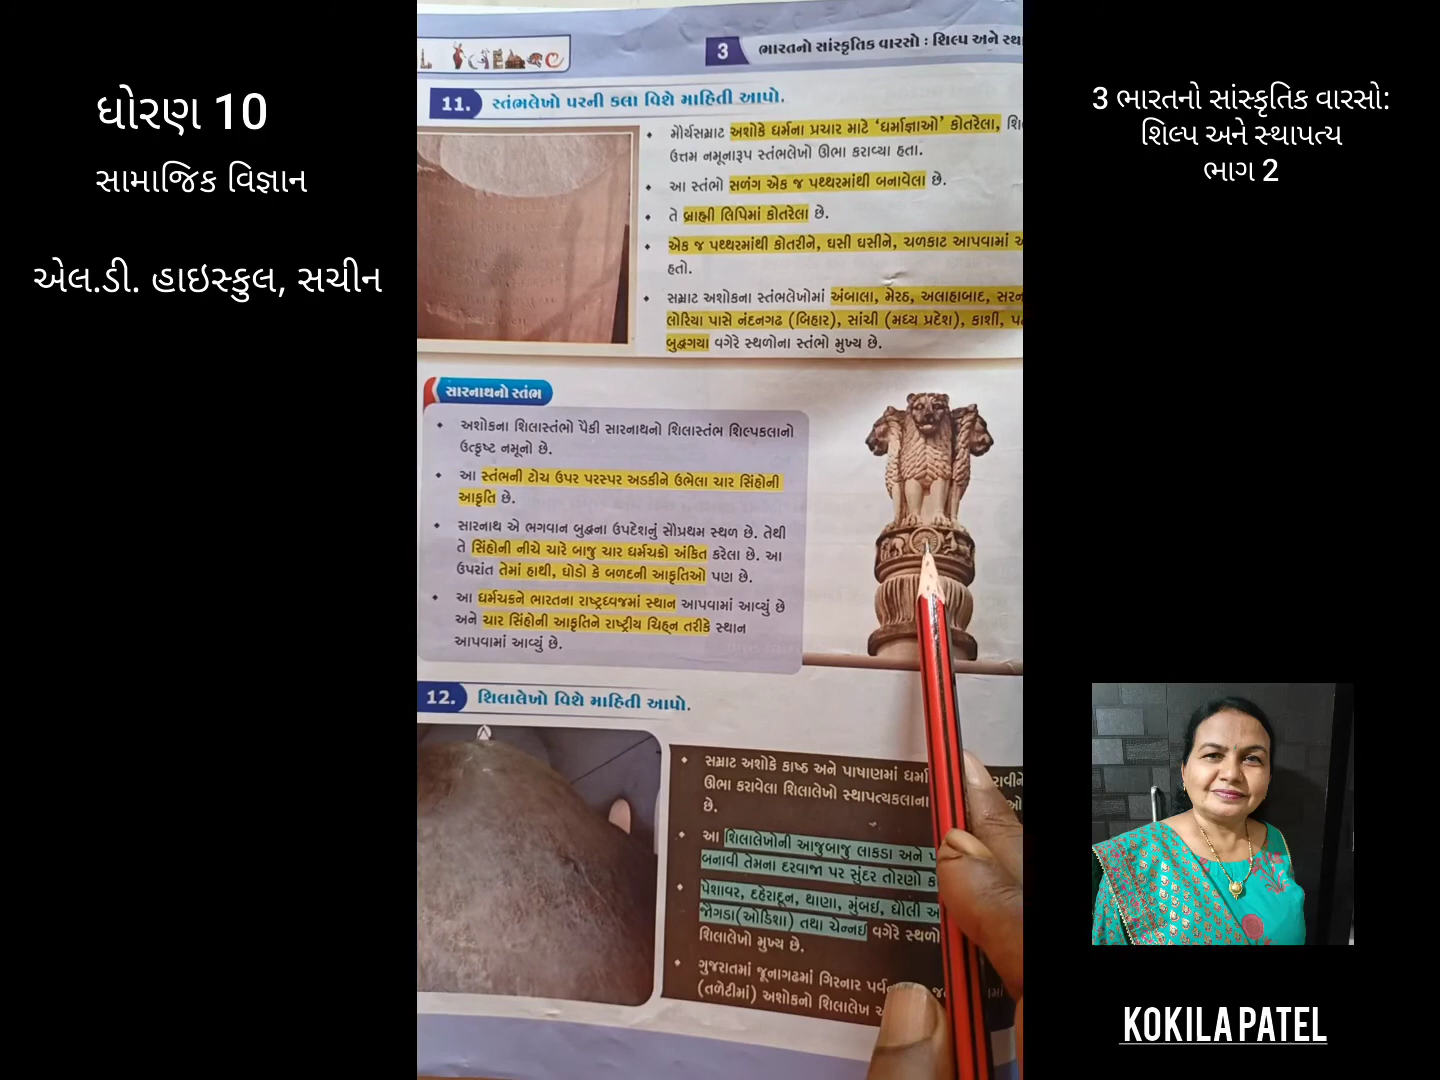 ધોરણ 10
સામાજિક વિજ્ઞાન
એલ.ડી. હાઇસ્કુલ, સચીન
3 ભારતનો સાંસ્કૃતિક વારસો : શિલ્પ અને
11. સ્તંભલેખો પરની કલા વિશે માહિતી આપો.
• મૌર્યસમ્રાટ અશોકે ધર્મના પ્રચાર માટે ‘ધર્માજ્ઞાઓ’ કોતરેલા,
ઉત્તમ નમૂનારૂપ સ્તંભલેખો ઊભા કરાવ્યા હતા.
• આ સ્તંભો સળંગ એક જ પથ્થરમાંથી બનાવેલા છે.
• તે બ્રાહ્મી લિપિમાં કોતરેલા છે.
• એક જ પથ્થરમાંથી કોતરીને, ઘસી ઘસીને, ચળકાટ આપવામાં
હતો.
• સમ્રાટ અશોકના સ્તંભલેખોમાં અંબાલા, મેરઠ, અલાહાબાદ,
લોરિયા પાસે નંદનગઢ (બિહાર), સાંચી (મધ્ય પ્રદેશ), કાશી,
બુદ્ધગયા વગેરે સ્થળોના સ્તંભો મુખ્ય છે.
સારનાથનો સ્તંભ
• અશોકના શિલાસ્તંભો પૈકી સારનાથનો શિલાસ્તંભ શિલ્પકલાનો
ઉત્કૃષ્ટ નમૂનો છે.
• આ સ્તંભની ટોચ ઉપર પરસ્પર અડકીને ઉભેલા ચાર સિંહોની
આકૃતિ છે.
• સારનાથ એ ભગવાન બુદ્ધના ઉપદેશનું સૌપ્રથમ સ્થળ છે. તેથી
તે સિંહોની નીચે ચારે બાજુ ચાર ધર્મચક્રો અંકિત કરેલા છે. આ
ઉપરાંત તેમાં હાથી, ઘોડો કે બળદની આકૃતિઓ પણ છે.
• આ ધર્મચક્રને ભારતના રાષ્ટ્રધ્વજમાં સ્થાન આપવામાં આવ્યું છે
અને ચાર સિંહોની આકૃતિને રાષ્ટ્રીય ચિહ્ન તરીકે સ્થાન
આપવામાં આવ્યું છે.
12. શિલાલેખો વિશે માહિતી આપો.
• સમ્રાટ અશોકે કાષ્ઠ અને પાષાણમાં
ઊભા કરાવેલા શિલાલેખો સ્થાપત્યકલાના
છે.
• આ શિલાલેખોની આજુબાજુ લાકડા અને
બનાવી તેમના દરવાજા પર સુંદર તોરણો
• પેશાવર, દહેરાદૂન, થાણા, મુંબઇ, ધૌલી
જૌગડા(ઓડિશા) તથા ચેન્નઈ વગેરે સ્થળો
શિલાલેખો મુખ્ય છે.
• ગુજરાતમાં જૂનાગઢમાં ગિરનાર
(તળેટીમાં) અશોકનો શિલાલેખ
3 ભારતનો સાંસ્કૃતિક વારસો:
શિલ્પ અને સ્થાપત્ય
ભાગ 2
KOKILA PATEL